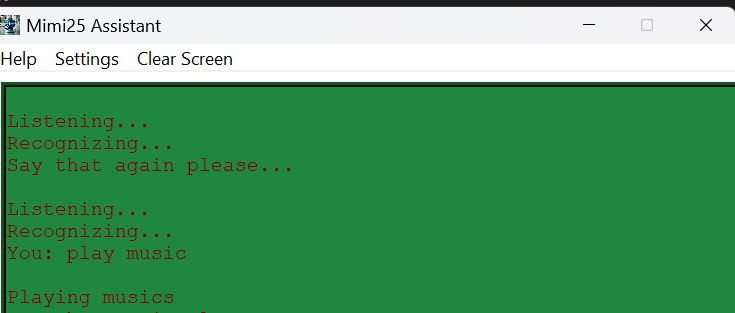 Mimi25 Assistant
Help Settings Clear Screen
Listening...
Recognizing...
Say that again please...
Listening...
Recognizing...
You: play music
Playing musics